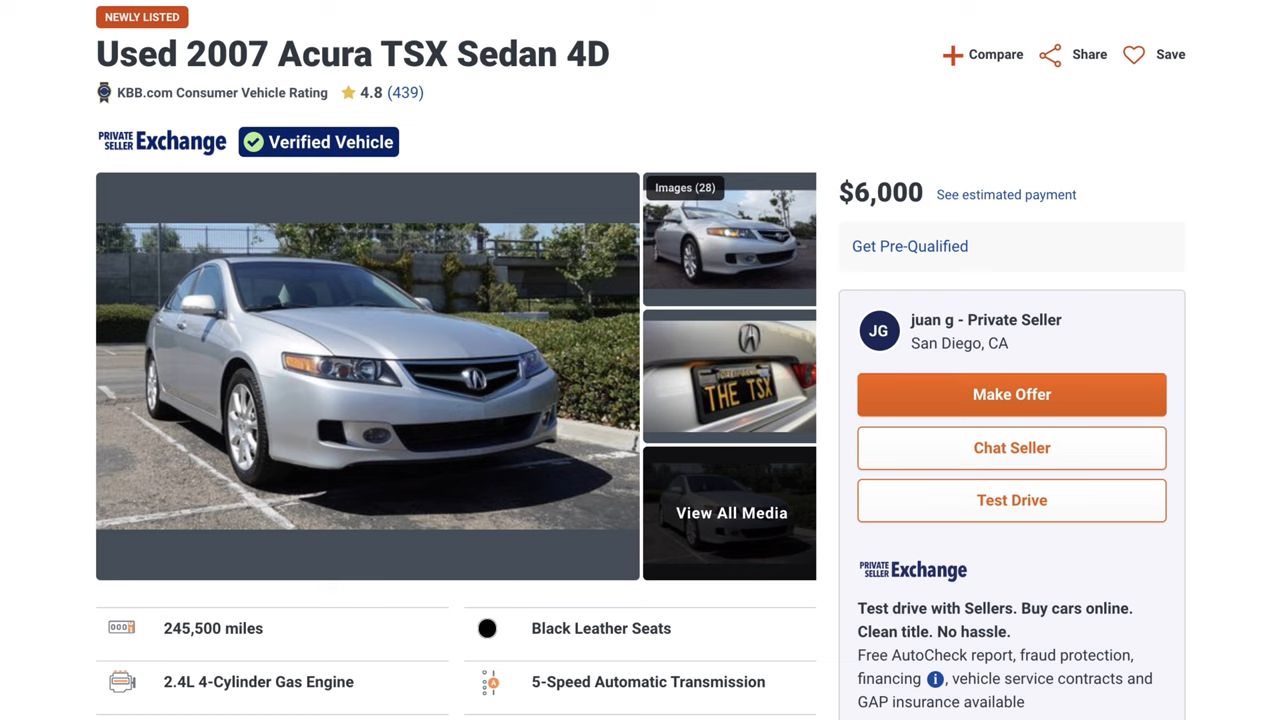 NEWLY LISTED
Used 2007 Acura TSX Sedan 4D
Compare
Share
Save
KBB.com Consumer Vehicle Rating
4.8 (439)
PRIVATE SELLER Exchange
Verified Vehicle
Images (28)
THE TSX
View All Media
$6,000
See estimated payment
Get Pre-Qualified
JG
juan g - Private Seller
San Diego, CA
Make Offer
Chat Seller
Test Drive
PRIVATE SELLER Exchange
Test drive with Sellers. Buy cars online.
Clean title. No hassle.
Free AutoCheck report, fraud protection,
financing i, vehicle service contracts and
GAP insurance available
245,500 miles
Black Leather Seats
2.4L 4-Cylinder Gas Engine
5-Speed Automatic Transmission